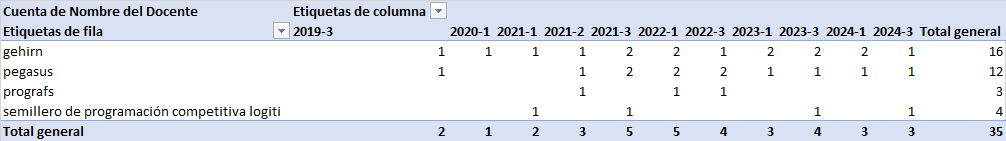 Cuenta de Nombre del Docente Etiquetas de columna
Etiquetas de fila 2019-3 2020-1 2021-1 2021-2 2021-3 2022-1 2022-3 2023-1 2023-3 2024-1 2024-3 Total general
gehirn 1 1 1 1 2 2 1 2 2 2 1 16
pegasus 1 1 2 2 2 1 1 1 1 12
prografs 1 1 1 3
semillero de programación competitiva logiti 1 1 1 1 4
Total general 2 1 2 3 5 5 4 3 4 3 3 35